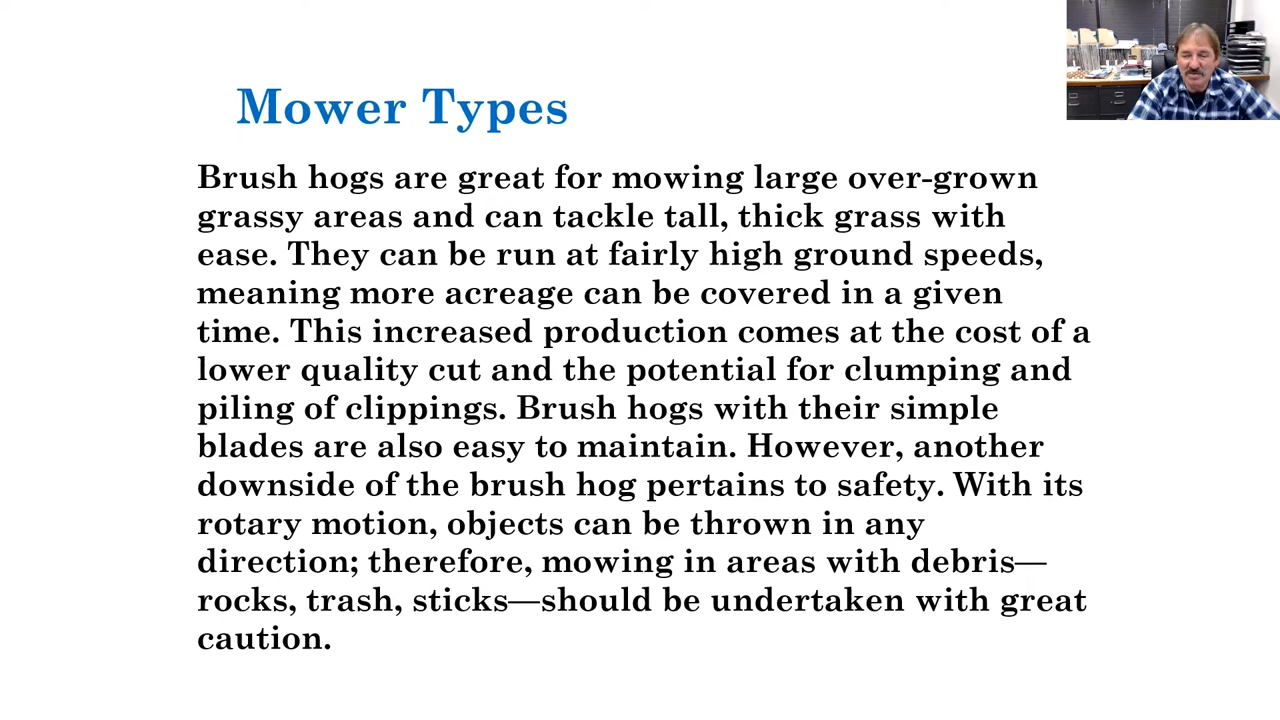 Mower Types
Brush hogs are great for mowing large over-grown
grassy areas and can tackle tall, thick grass with
ease. They can be run at fairly high ground speeds,
meaning more acreage can be covered in a given
time. This increased production comes at the cost of a
lower quality cut and the potential for clumping and
piling of clippings. Brush hogs with their simple
blades are also easy to maintain. However, another
downside of the brush hog pertains to safety. With its
rotary motion, objects can be thrown in any
direction; therefore, mowing in areas with debris—
rocks, trash, sticks—should be undertaken with great
caution.